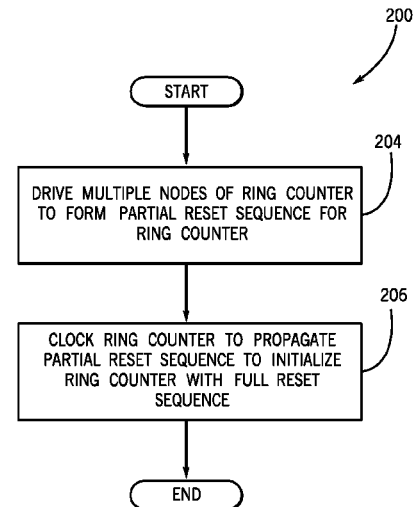 200
START
204
DRIVE MULTIPLE NODES OF RING COUNTER
TO FORM PARTIAL RESET SEQUENCE FOR
RING COUNTER
206
CLOCK RING COUNTER TO PROPAGATE
PARTIAL RESET SEQUENCE TO INITIALIZE
RING COUNTER WITH FULL RESET
SEQUENCE
END